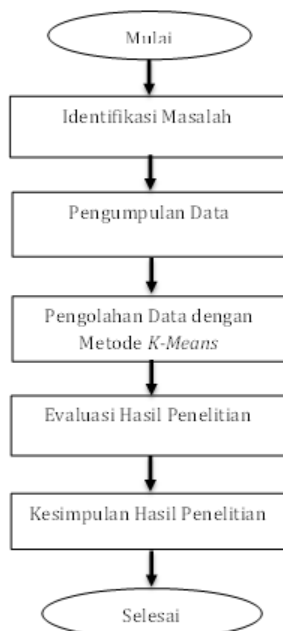 Mulai
Identifikasi Masalah
Pengumpulan Data
Pengolahan Data dengan
Metode K-Means
Evaluasi Hasil Penelitian
Kesimpulan Hasil Penelitian
Selesai